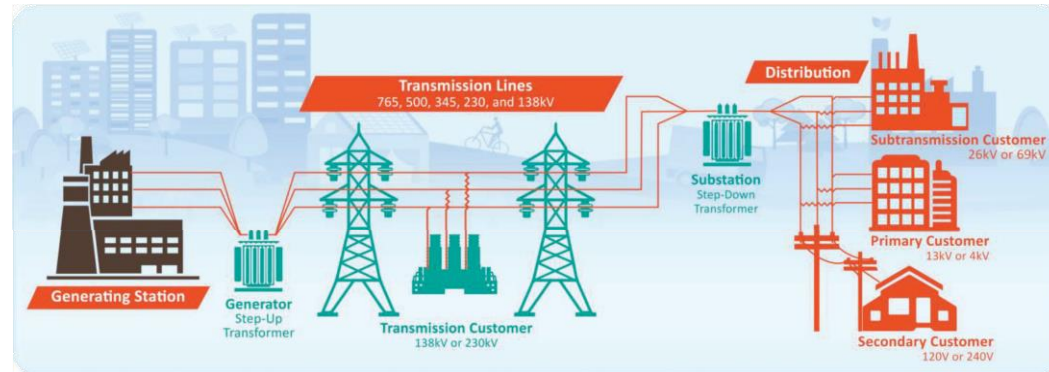 Transmission Lines
765, 500, 345, 230, and 138kV
Distribution
Generating Station
Generator
Step-Up
Transformer
Transmission Customer
138kV or 230kV
Substation
Step-Down
Transformer
Subtransmission Customer
26kV or 69kV
Primary Customer
13kV or 4kV
Secondary Customer
120V or 240V